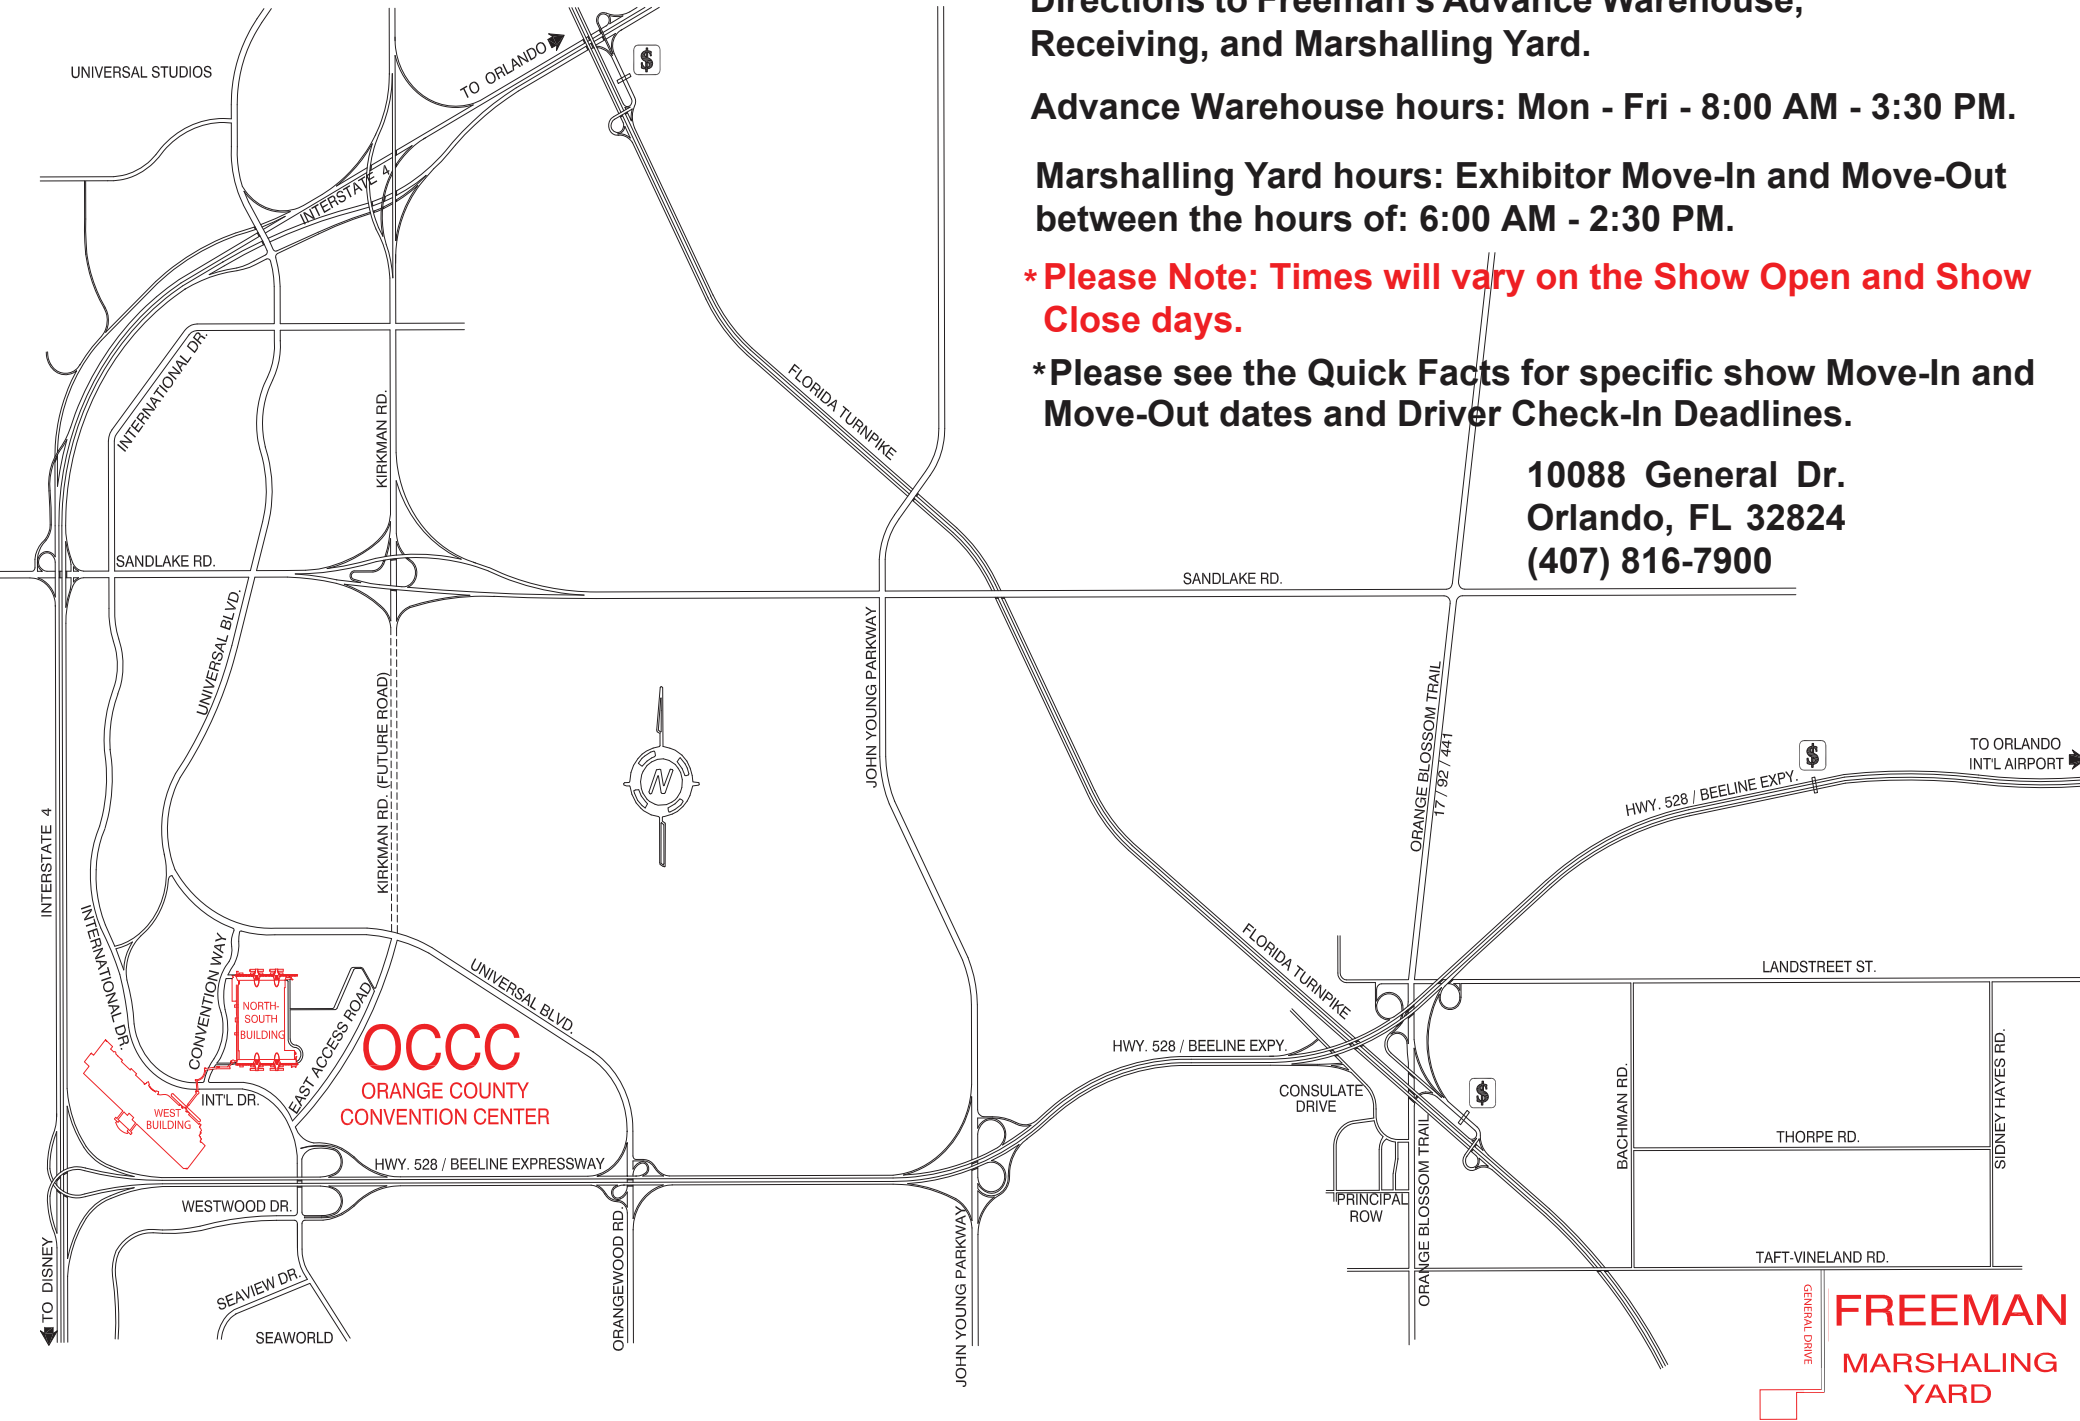 Directions to Freeman's Advance Warehouse,
Receiving, and Marshalling Yard.
Advance Warehouse hours: Mon - Fri - 8:00 AM - 3:30 PM.
Marshalling Yard hours: Exhibitor Move-In and Move-Out
between the hours of: 6:00 AM - 2:30 PM.
* Please Note: Times will vary on the Show Open and Show
Close days.
*Please see the Quick Facts for specific show Move-In and
Move-Out dates and Driver Check-In Deadlines.
10088 General Dr.
Orlando, FL 32824
(407) 816-7900
UNIVERSAL STUDIOS
TO ORLANDO
$
INTERSTATE 4
INTERNATIONAL DR.
KIRKMAN RD.
FLORIDA TURNPIKE
SANDLAKE RD.
SANDLAKE RD.
UNIVERSAL BLVD.
JOHN YOUNG PARKWAY
KIRKMAN RD. (FUTURE ROAD)
N
ORANGE BLOSSOM TRAIL
17 / 92 / 441
$
TO ORLANDO
INT'L AIRPORT
HWY. 528 / BEELINE EXPY.
INTERSTATE 4
INTERNATIONAL DR.
CONVENTION WAY
UNIVERSAL BLVD.
FLORIDA TURNPIKE
LANDSTREET ST.
NORTH-
SOUTH
BUILDING
EAST ACCESS ROAD
OCCC
ORANGE COUNTY
CONVENTION CENTER
HWY. 528 / BEELINE EXPY.
CONSULATE
DRIVE
$
BACHMAN RD.
SIDNEY HAYES RD.
INT'L DR.
WEST
BUILDING
THORPE RD.
HWY. 528 / BEELINE EXPRESSWAY
WESTWOOD DR.
PRINCIPAL
ROW
ORANGE BLOSSOM TRAIL
ORANGEWOOD RD.
JOHN YOUNG PARKWAY
TAFT-VINELAND RD.
TO DISNEY
SEAVIEW DR.
SEAWORLD
GENERAL DRIVE
FREEMAN
MARSHALING
YARD